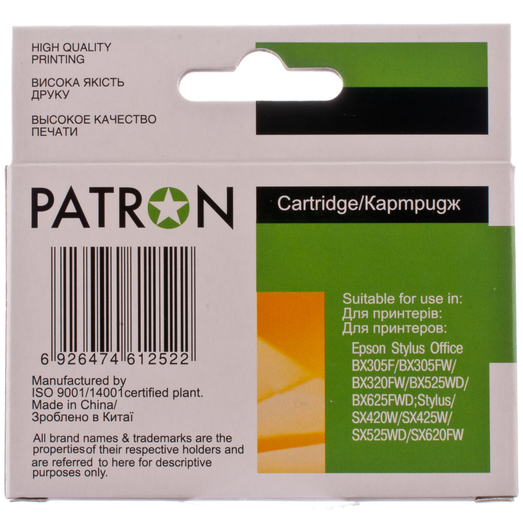 HIGH QUALITY
PRINTING
ВИСОКА ЯКІСТЬ
ДРУКУ
ВЫСОКОЕ КАЧЕСТВО
ПЕЧАТИ
PATRON
Cartridge/Картридж
6 926474 612522
Manufactured by
ISO 9001/14001certified plant.
Made in China/
Зроблено в Китаї
All brand names & trademarks are the
properties of their respective holders and
are referred to here for descriptive
purposes only.
Suitable for use in:
Для принтерів:
Для принтеров:
Epson Stylus Office
BX305F/BX305FW/
BX320FW/BX525WD/
BX625FWD;Stylus/
SX420W/SX425W/
SX525WD/SX620FW